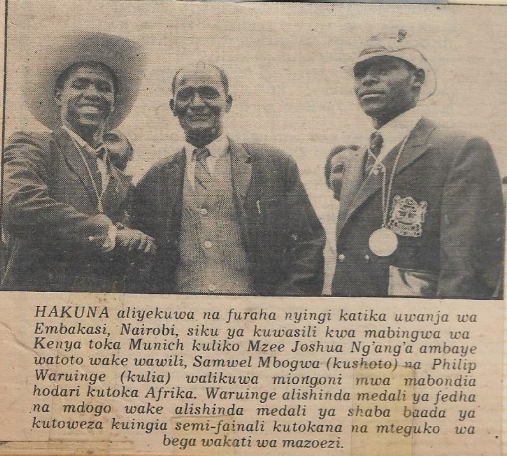 HAKUNA aliyekuwa na furaha nyingi katika uwanja wa
Embakasi, Nairobi, siku ya kuwasili kwa mabingwa wa
Kenya toka Munich kuliko Mzee Joshua Ng'ang'a ambaye
watoto wake wawili, Samwel Mbogwa (kushoto) na Philip
Waruinge (kulia) walikuwa miongoni mwa mabondia
hodari kutoka Afrika. Waruinge alishinda medali ya fedha
na mdogo wake alishinda medali ya shaba baada ya
kutoweza kuingia semi-fainali kutokana na mteguko wa
bega wakati wa mazoezi.